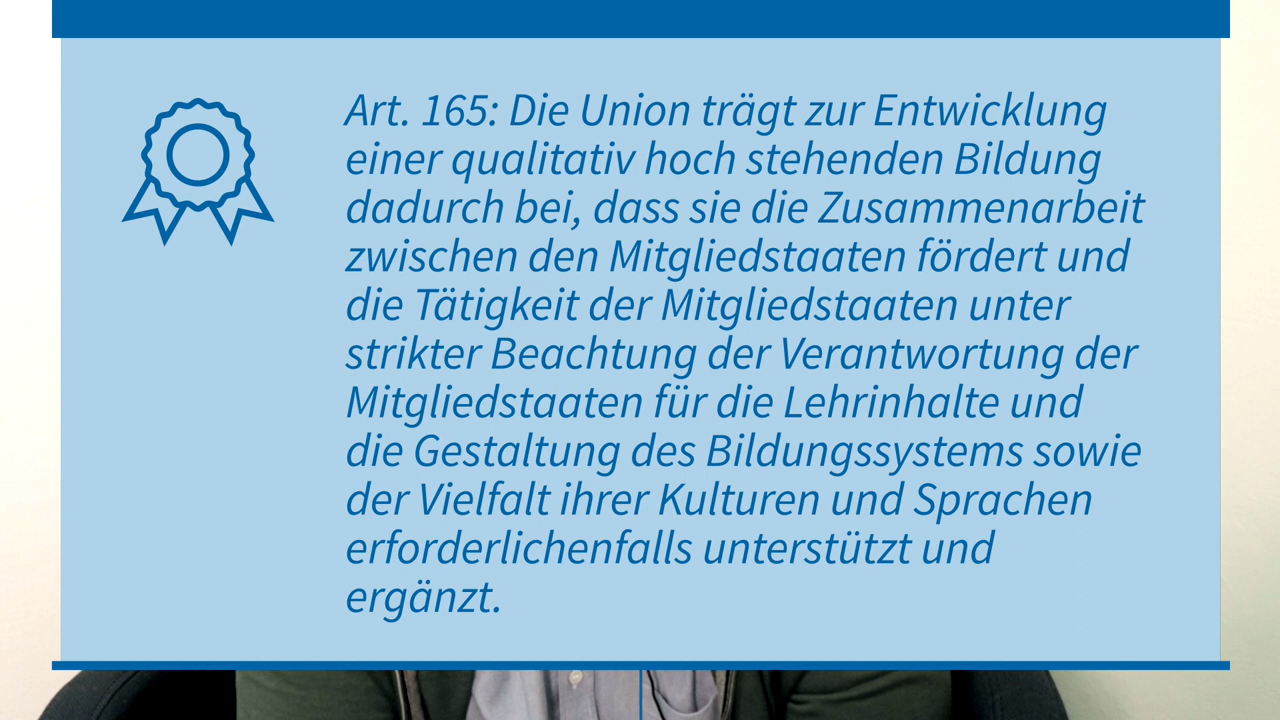 Art. 165: Die Union trägt zur Entwicklung
einer qualitativ hoch stehenden Bildung
dadurch bei, dass sie die Zusammenarbeit
zwischen den Mitgliedstaaten fördert und
die Tätigkeit der Mitgliedstaaten unter
strikter Beachtung der Verantwortung der
Mitgliedstaaten für die Lehrinhalte und
die Gestaltung des Bildungssystems sowie
der Vielfalt ihrer Kulturen und Sprachen
erforderlichenfalls unterstützt und
ergänzt.